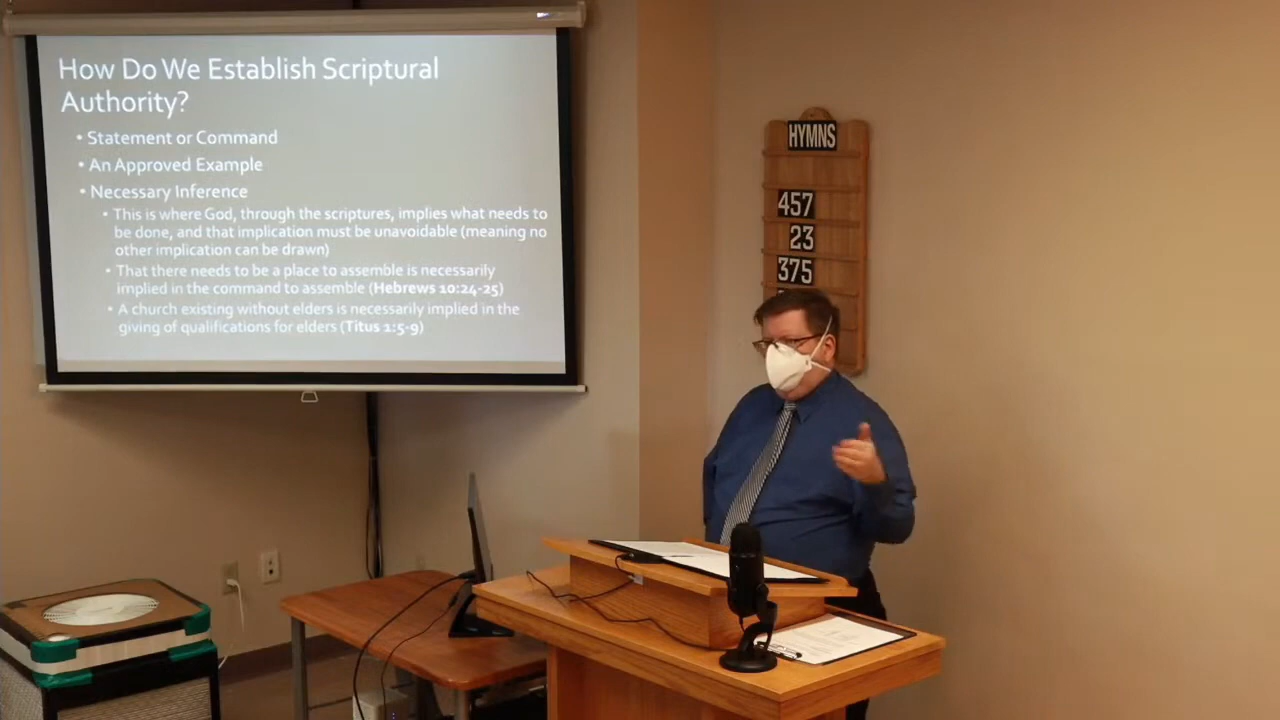 How Do We Establish Scriptural
Authority?
• Statement or Command
• An Approved Example
• Necessary Inference
• This is where God, through the scriptures, implies what needs to
be done, and that implication must be unavoidable (meaning no
other implication can be drawn)
• That there needs to be a place to assemble is necessarily
implied in the command to assemble (Hebrews 10:24-25)
• A church existing without elders is necessarily implied in the
giving of qualifications for elders (Titus 1:5-9)
HYMNS
457
23
375